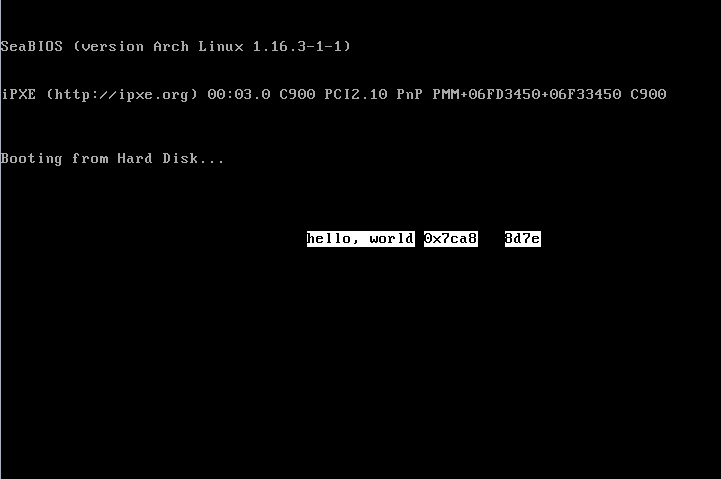 SeaBIOS (version Arch Linux 1.16.3-1-1)
iPXE (http://ipxe.org) 00:03.0 C900 PCI2.10 PnP PMM+06FD3450+06F33450 C900
Booting from Hard Disk...
hello, world 0x7ca8 8d7e